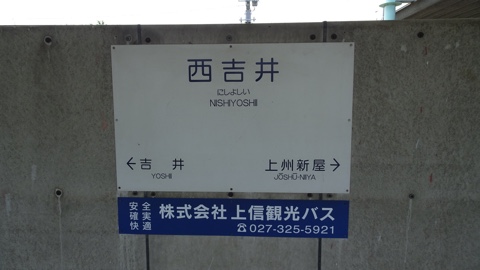 西吉井
にしよしい
NISHIYOSHII
←吉井 上州新屋→
YOSHII JŌSHŪ-NIIYA
安全 確実 快適 株式会社上信観光バス
☎027-325-5921